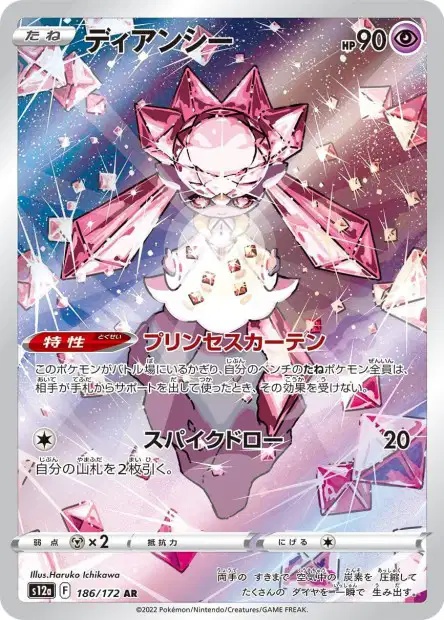 たね ディアンシー HP90
特性 とくせい プリンセスカーテン
このポケモンがバトル場にいるかぎり、自分のベンチのたねポケモン全員は、
相手が手札からサポートを出して使ったとき、その効果を受けない。
スパイクドロー 20
自分の山札を2枚引く。
弱点 ×2 抵抗力 にげる
Illus.Haruko Ichikawa
s12a F 186/172 AR
両手の すきまで 空気中の 炭素を 圧縮して
たくさんの ダイヤを 一瞬で 生み出す。
©2022 Pokémon/Nintendo/Creatures/GAME FREAK.